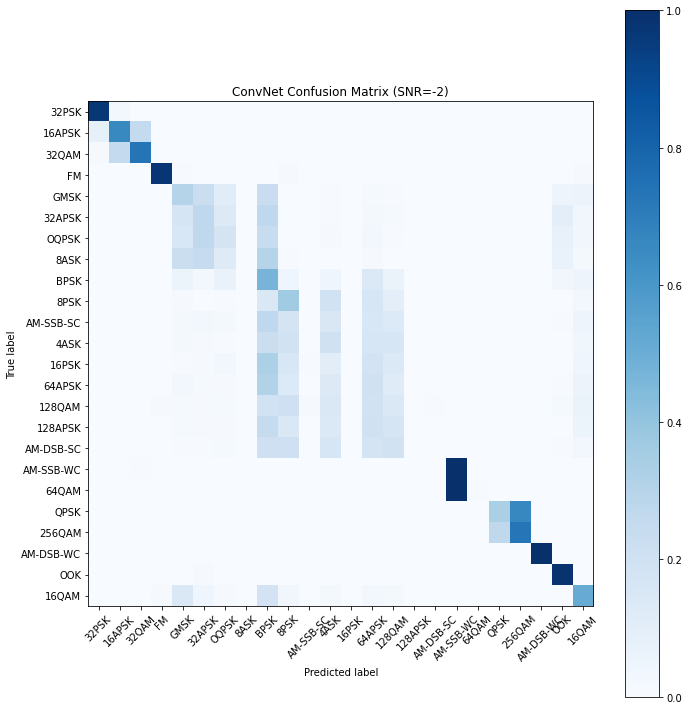 ConvNet Confusion Matrix (SNR=-2)
True label
32PSK
16APSK
32QAM
FM
GMSK
32APSK
OQPSK
8ASK
BPSK
8PSK
AM-SSB-SC
4ASK
16PSK
64APSK
128QAM
128APSK
AM-DSB-SC
AM-SSB-WC
64QAM
QPSK
256QAM
AM-DSB-WC
OOK
16QAM
32PSK
16APSK
32QAM
FM
GMSK
32APSK
OQPSK
8ASK
BPSK
8PSK
AM-SSB-SC
4ASK
16PSK
64APSK
128QAM
128APSK
AM-DSB-SC
AM-SSB-WC
64QAM
QPSK
256QAM
AM-DSB-WC
OOK
16QAM
Predicted label
1.0
0.8
0.6
0.4
0.2
0.0